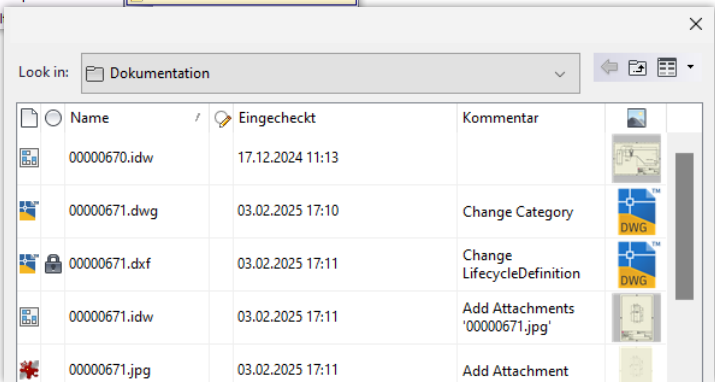 Look in:
Dokumentation
Name
Eingecheckt
Kommentar
00000670.idw
17.12.2024 11:13
00000671.dwg
03.02.2025 17:10
Change Category
DWG
00000671.dxf
03.02.2025 17:11
Change
LifecycleDefinition
DWG
00000671.idw
03.02.2025 17:11
Add Attachments
'00000671.jpg'
00000671.jpg
03.02.2025 17:11
Add Attachment